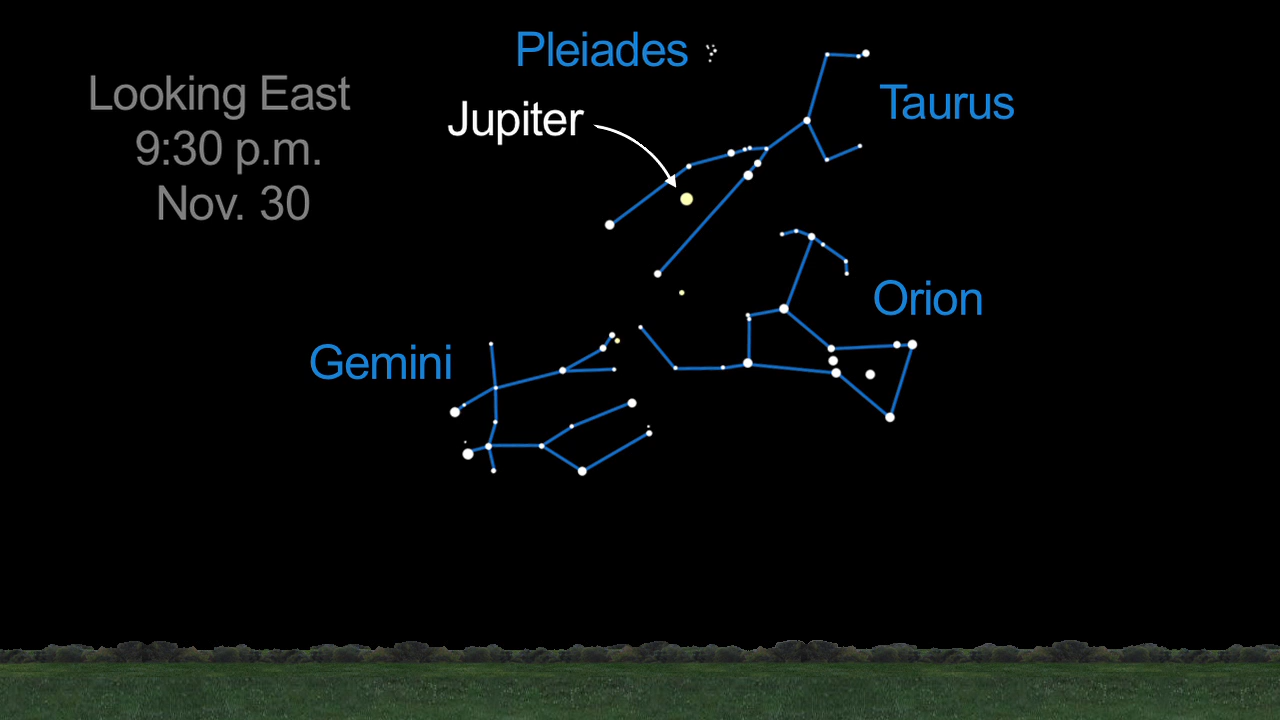 Pleiades
Looking East
9:30 p.m.
Nov. 30
Jupiter
Taurus
Orion
Gemini